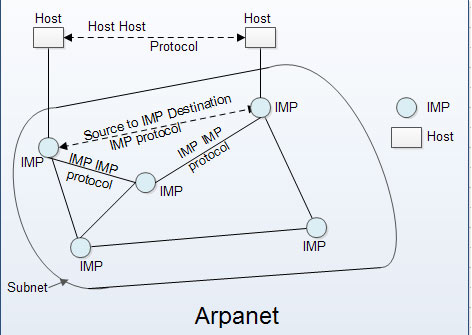 Host
Host
Host Host
Protocol
IMP
Host
Source to IMP Destination
IMP protocol
IMP
IMP
IMP IMP
protocol
IMP IMP
protocol
IMP
IMP
IMP
Subnet
Arpanet